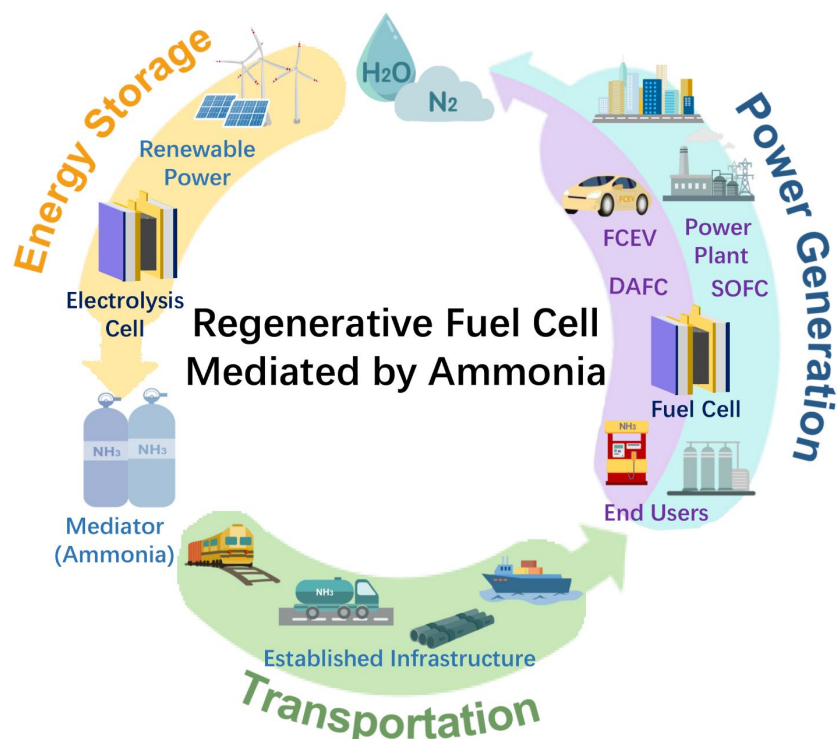 Energy Storage
H₂O
N₂
Renewable
Power
Electrolysis
Cell
NH₃
NH₃
Mediator
(Ammonia)
Regenerative Fuel Cell
Mediated by Ammonia
NH₃
Established Infrastructure
Transportation
Power Generation
FCEV
FCEV
Power
Plant
DAFC
SOFC
Fuel Cell
NH₃
End Users